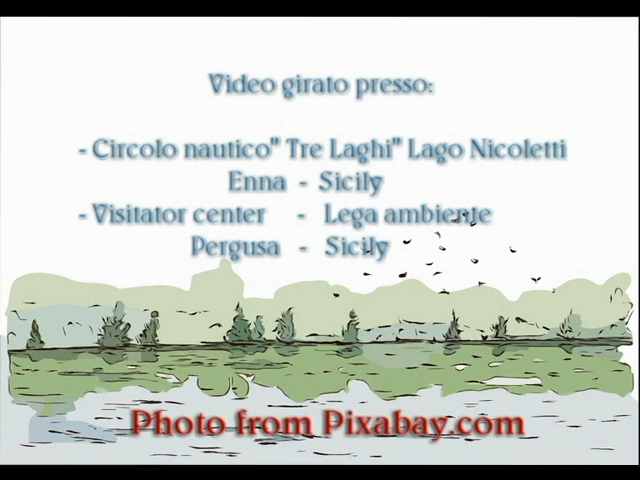 Video girato presso:
- Circolo nautico" Tre Laghi" Lago Nicoletti
Enna - Sicily
- Visitator center - Lega ambiente
Pergusa - Sicily
Photo from Pixabay.com